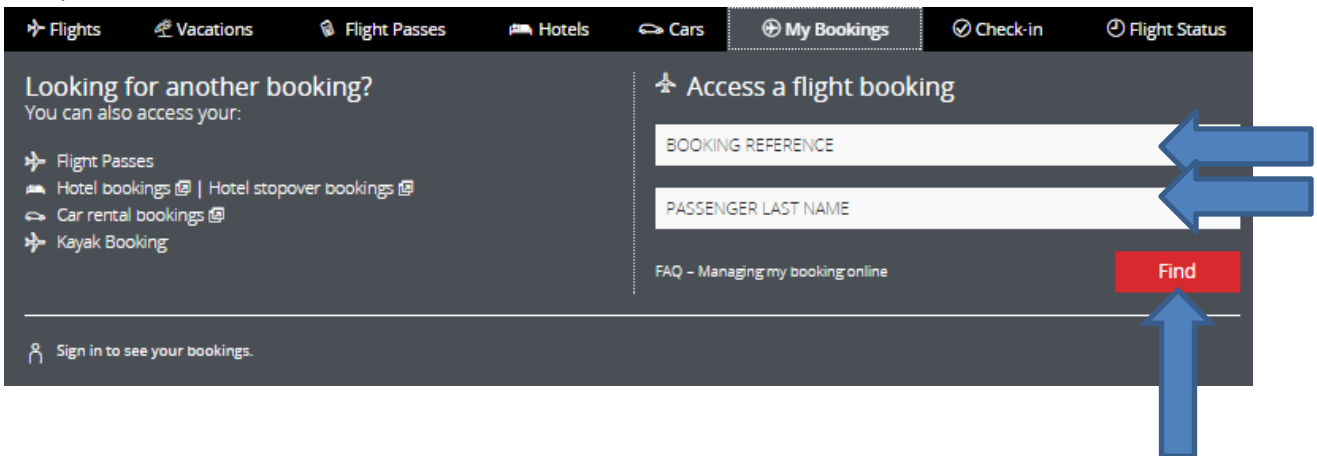 Flights Vacations Flight Passes Hotels Cars My Bookings Check-in Flight Status
Looking for another booking?
You can also access your:
Flight Passes
Hotel bookings | Hotel stopover bookings
Car rental bookings
Kayak Booking
Access a flight booking
BOOKING REFERENCE
PASSENGER LAST NAME
FAQ – Managing my booking online
Find
Sign in to see your bookings.